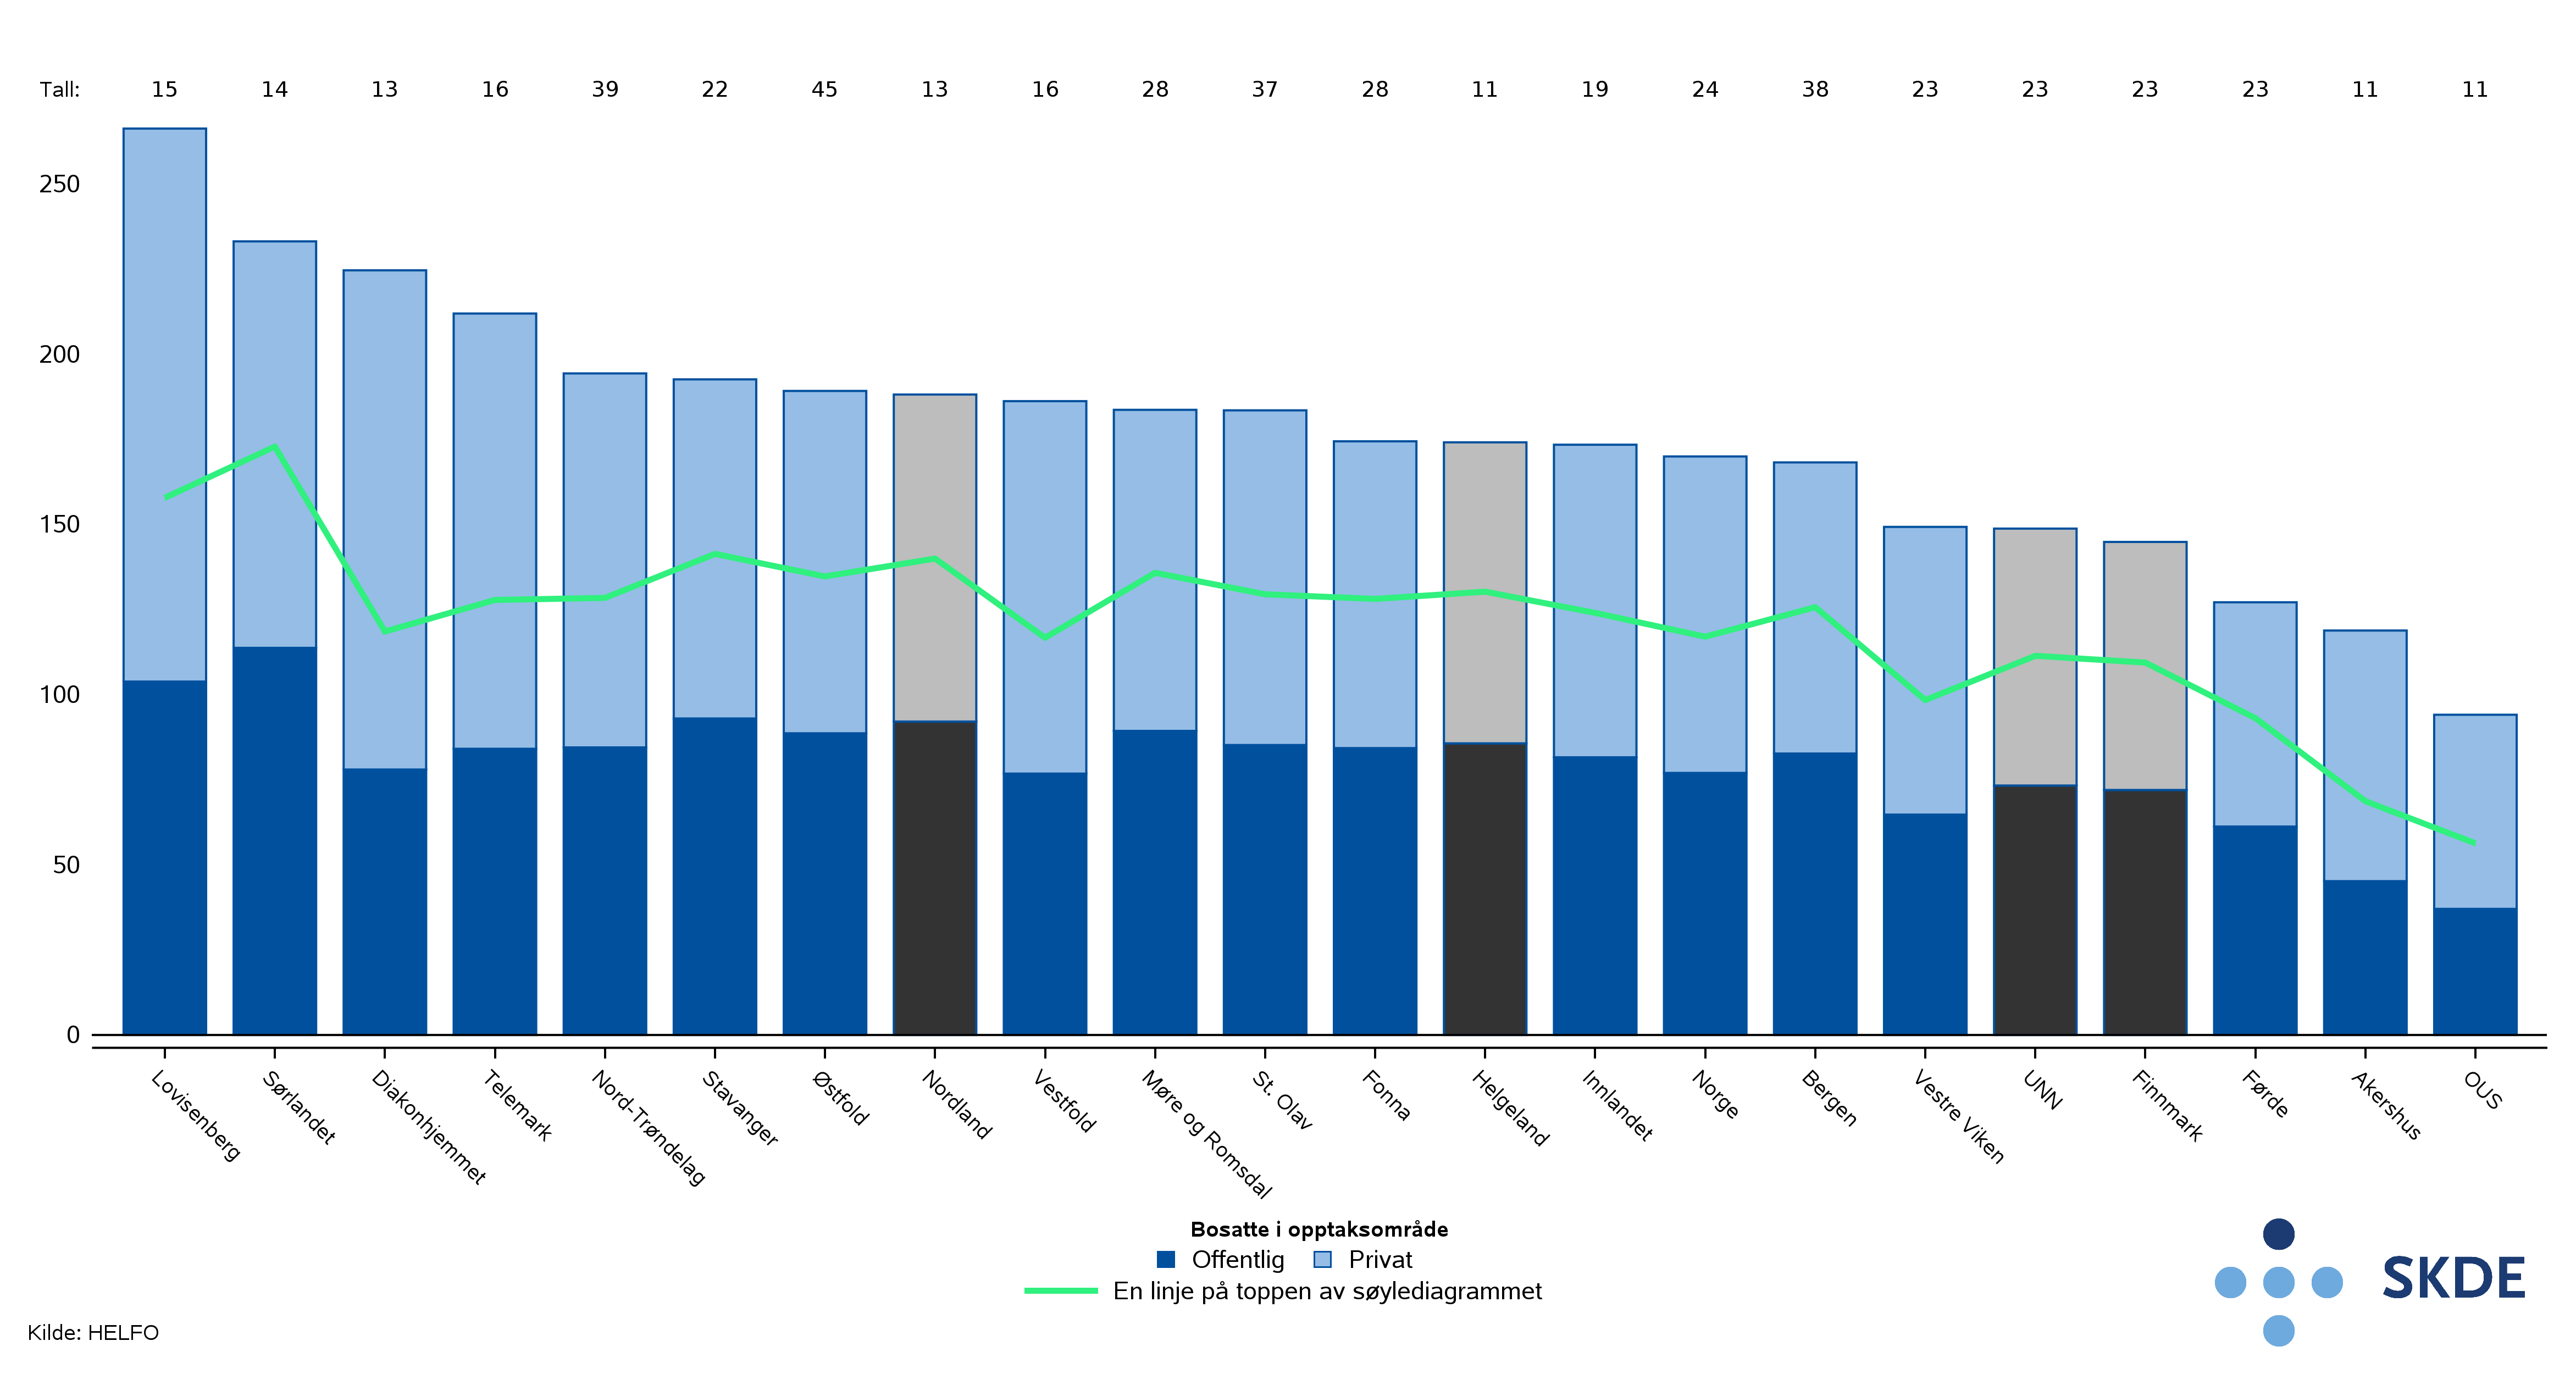 Tall: 15 14 13 16 39 22 45 13 16 28 37 28 11 19 24 38 23 23 23 23 11 11
250
200
150
100
50
0
Lovisenberg
Sørlandet
Diakonhjemmet
Telemark
Nord-Trøndelag
Stavanger
Østfold
Nordland
Vestfold
Møre og Romsdal
St. Olav
Fonna
Helgeland
Innlandet
Norge
Bergen
Vestre Viken
UNN
Finnmark
Førde
Akershus
OUS
Bosatte i opptaksområde
Offentlig Privat
En linje på toppen av søylediagrammet
SKDE
Kilde: HELFO